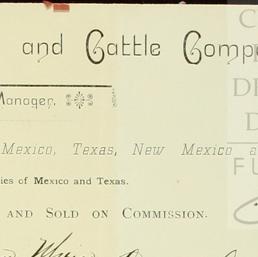 and Cattle Comp
Manager.
Mexico, Texas, New Mexico a
ies of Mexico and Texas.
AND SOLD ON COMMISSION.